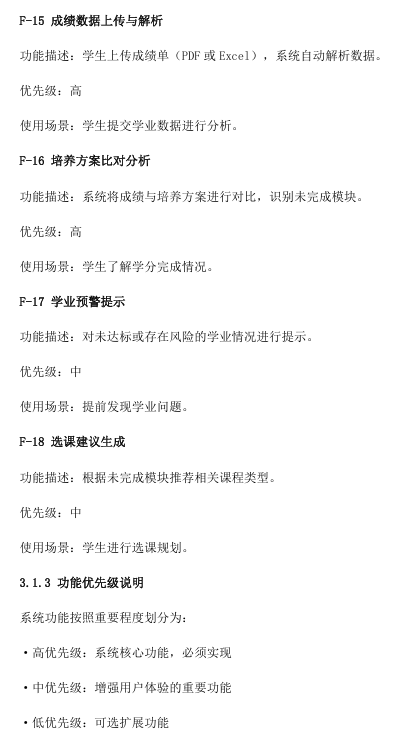 F-15 成绩数据上传与解析
功能描述：学生上传成绩单（PDF 或 Excel），系统自动解析数据。
优先级：高
使用场景：学生提交学业数据进行分析。
F-16 培养方案比对分析
功能描述：系统将成绩与培养方案进行对比，识别未完成模块。
优先级：高
使用场景：学生了解学分完成情况。
F-17 学业预警提示
功能描述：对未达标或存在风险的学业情况进行提示。
优先级：中
使用场景：提前发现学业问题。
F-18 选课建议生成
功能描述：根据未完成模块推荐相关课程类型。
优先级：中
使用场景：学生进行选课规划。
3.1.3 功能优先级说明
系统功能按照重要程度划分为：
·高优先级：系统核心功能，必须实现
·中优先级：增强用户体验的重要功能
·低优先级：可选扩展功能